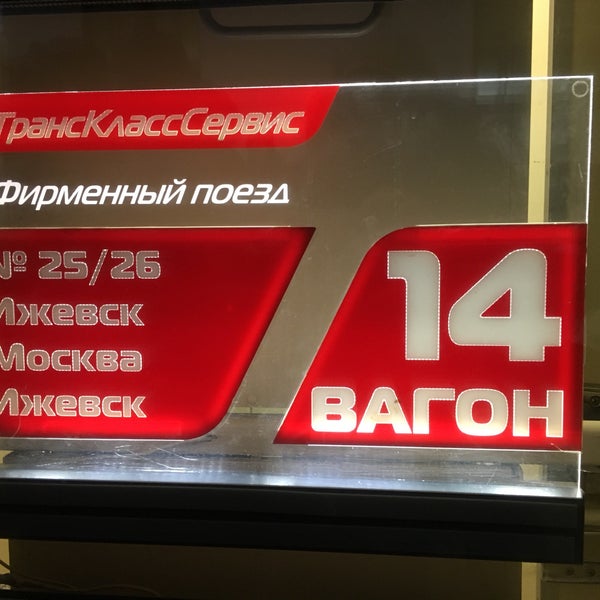 ТрансКлассСервис
Фирменный поезд
№ 25/26
Ижевск
Москва
Ижевск
14
ВАГОН